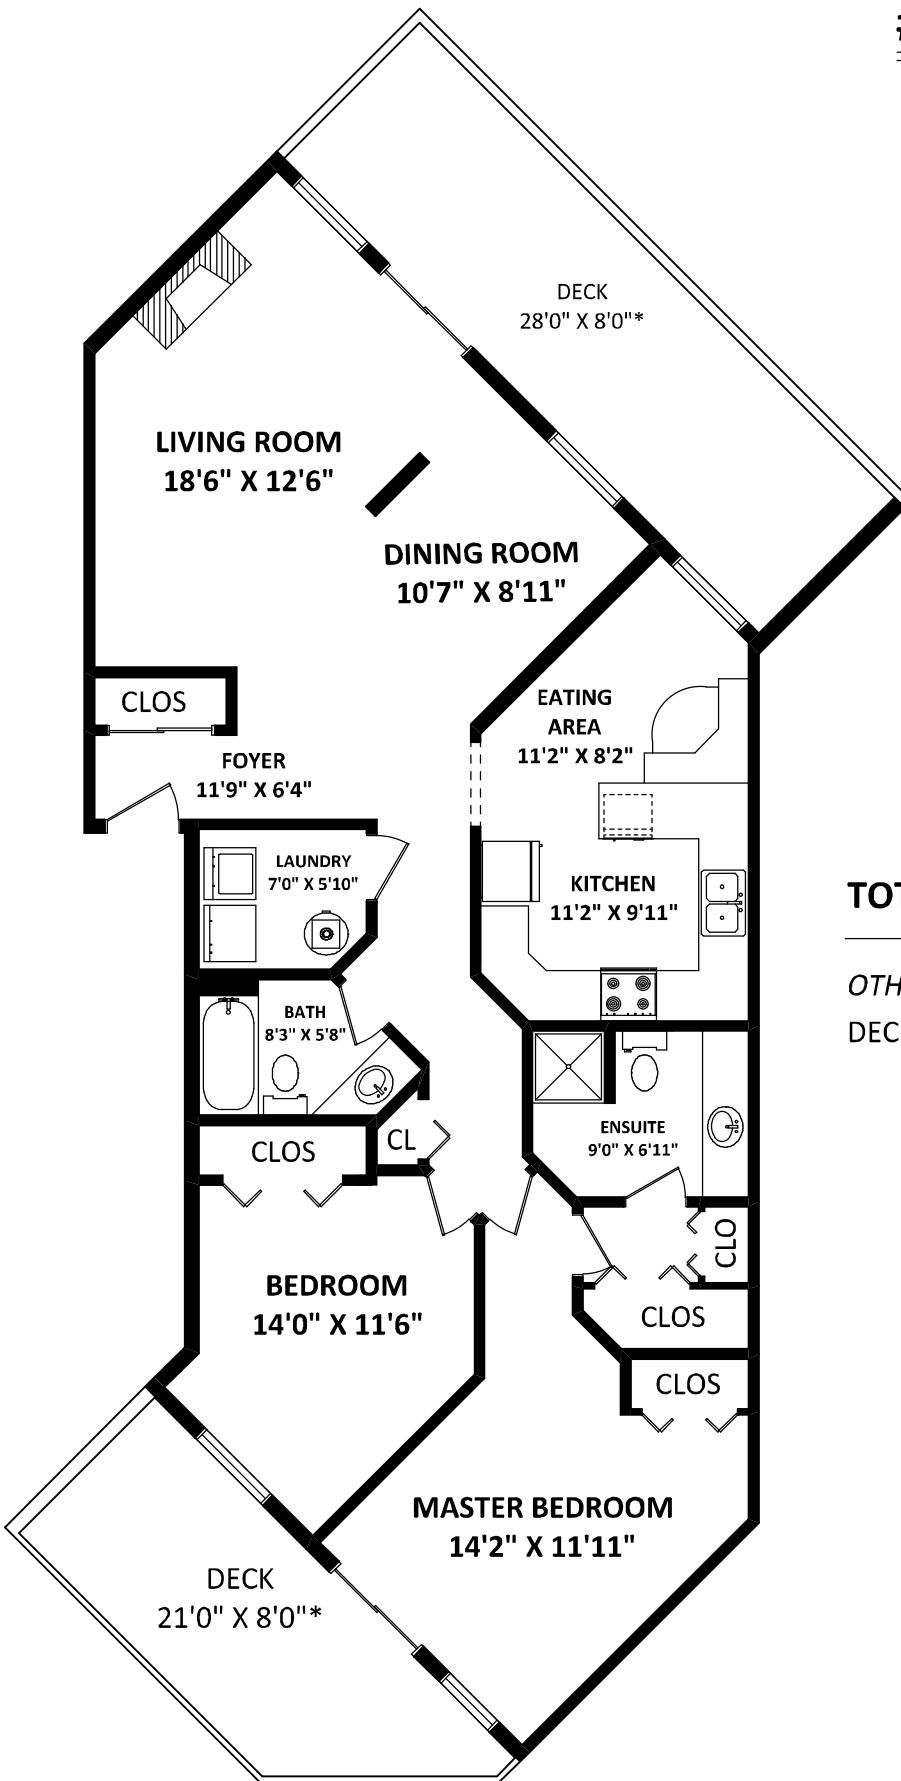 DECK
28'0" X 8'0"*
LIVING ROOM
18'6" X 12'6"
DINING ROOM
10'7" X 8'11"
CLOS
EATING
AREA
11'2" X 8'2"
FOYER
11'9" X 6'4"
LAUNDRY
7'0" X 5'10"
KITCHEN
11'2" X 9'11"
TOT
OTH
DEC
BATH
8'3" X 5'8"
ENSUITE
9'0" X 6'11"
CL
CLOS
CLO
BEDROOM
14'0" X 11'6"
CLOS
CLOS
MASTER BEDROOM
14'2" X 11'11"
DECK
21'0" X 8'0"*